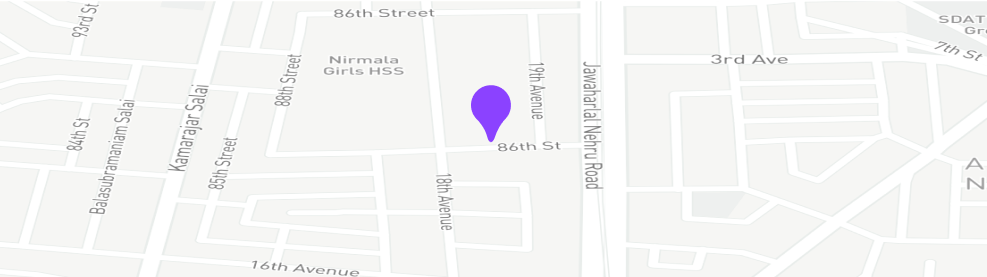 86th Street
93rd St
SDAT
Gr
7th St
Nirmala
Girls HSS
3rd Ave
88th Street
19th Avenue
Jawaharlal Nehru Road
Kamarajar Salai
84th St
Balasubramaniam Salai
85th Street
86th St
A
N
18th Avenue
16th Avenue